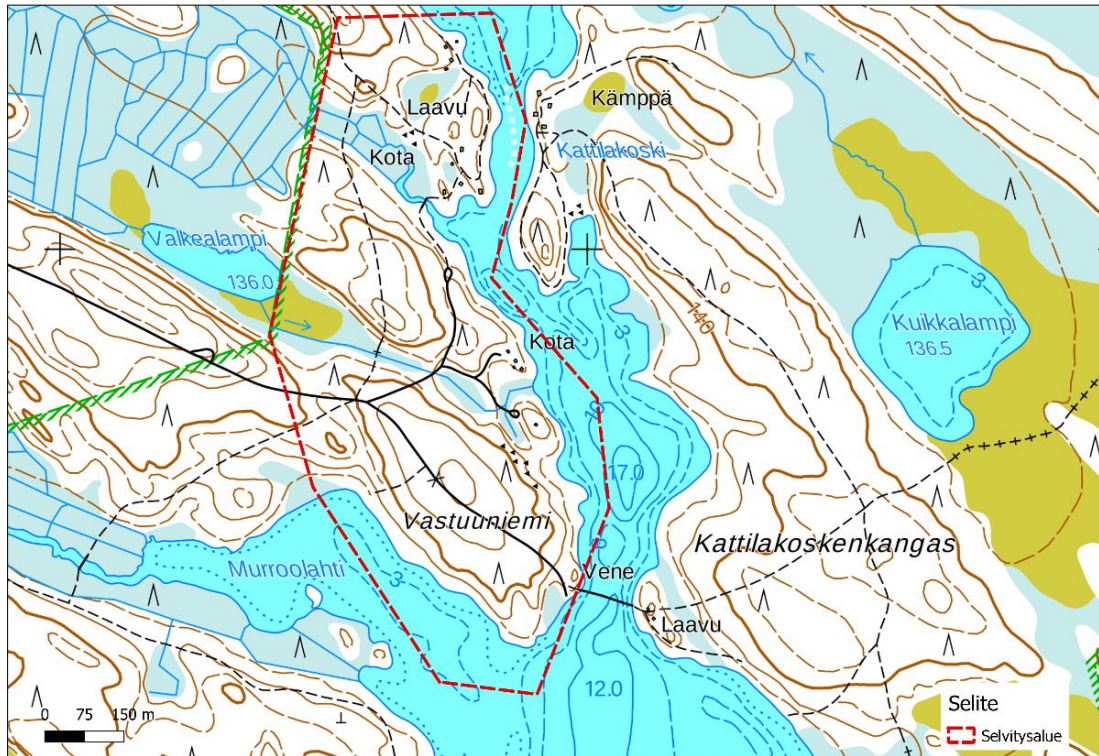 Laavu
Kämppä
Kota
Kattilakoski
Valkealampi
136.0
3
140
3
Kuikkalampi
136.5
Kota
17.0
Vastuuniemi
Kattilakoskenkangas
Murroolahti
3
Vene
Laavu
12.0
0 75 150 m
Selite
Selvitysalue